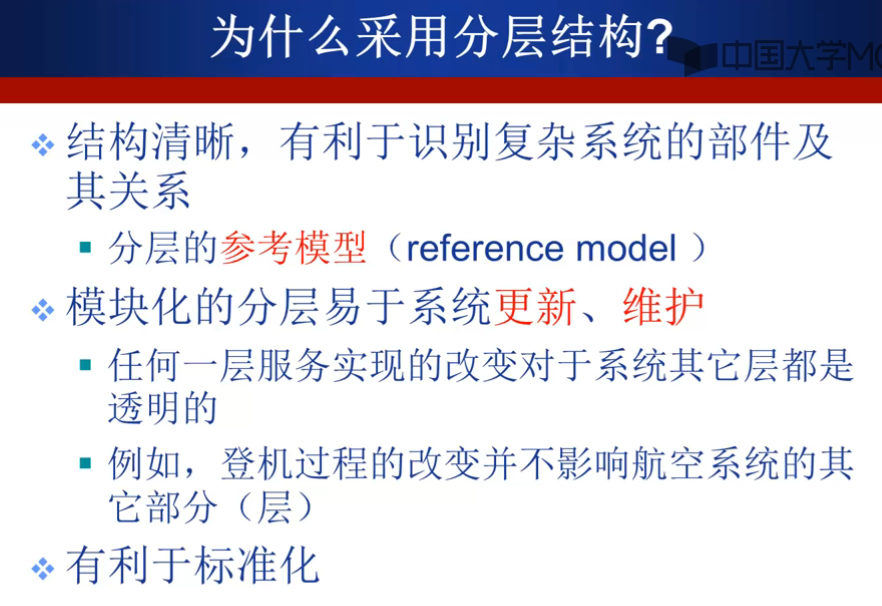 为什么采用分层结构?
中国大学MO
结构清晰，有利于识别复杂系统的部件及
其关系
分层的参考模型（reference model ）
模块化的分层易于系统更新、维护
任何一层服务实现的改变对于系统其它层都是
透明的
例如，登机过程的改变并不影响航空系统的其
它部分（层）
有利于标准化